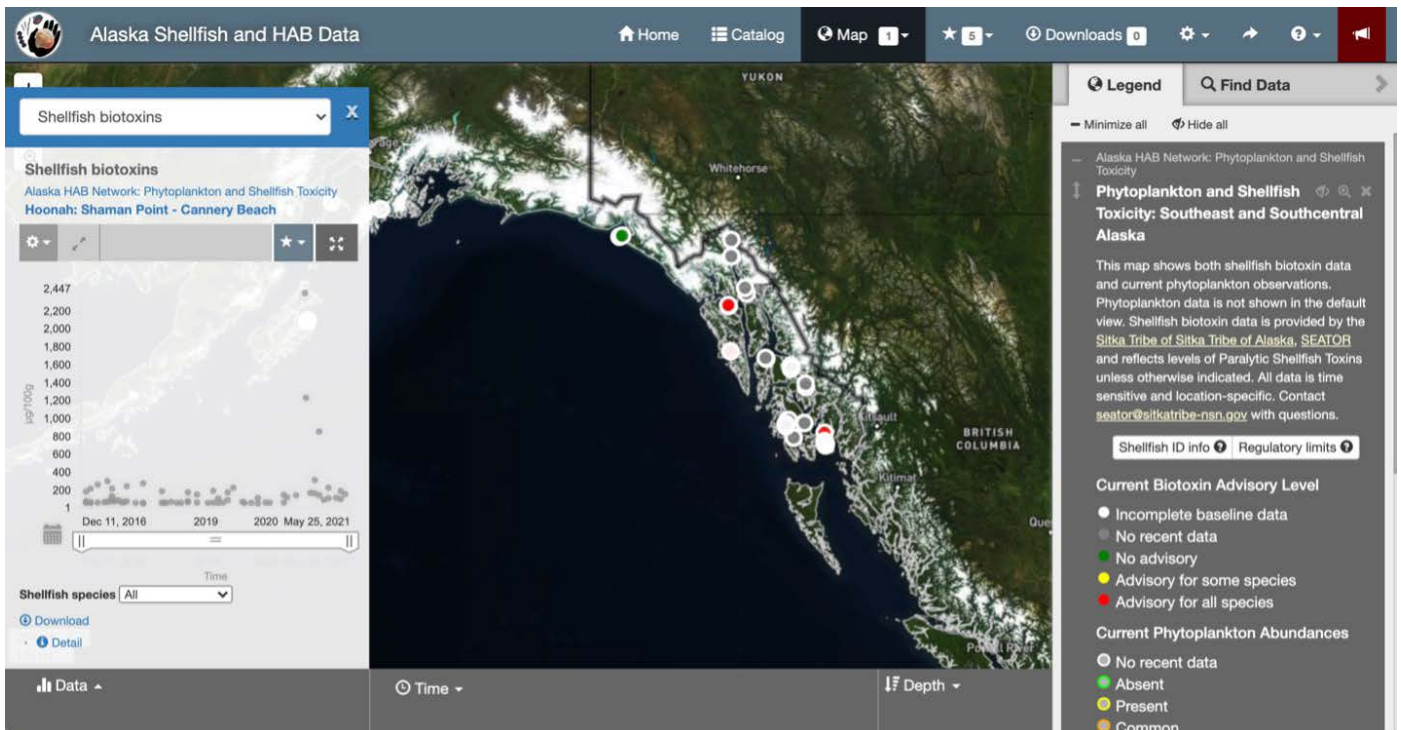 Alaska Shellfish and HAB Data
Home
Catalog
Map 1
5
Downloads 0
Shellfish biotoxins
X
Shellfish biotoxins
Alaska HAB Network: Phytoplankton and Shellfish Toxicity
Hoonah: Shaman Point - Cannery Beach
2,447
2,200
2,000
1,800
1,600
1,400
1,200
1,000
800
600
400
200
1
µg/100g
Dec 11, 2016
2019
2020
May 25, 2021
Time
Shellfish species All
Download
Detail
YUKON
Whitehorse
BRITISH
COLUMBIA
Kitimat
Data
Time
Depth
Legend
Find Data
Minimize all
Hide all
Alaska HAB Network: Phytoplankton and Shellfish
Toxicity
Phytoplankton and Shellfish
Toxicity: Southeast and Southcentral
Alaska
This map shows both shellfish biotoxin data
and current phytoplankton observations.
Phytoplankton data is not shown in the default
view. Shellfish biotoxin data is provided by the
Sitka Tribe of Sitka Tribe of Alaska, SEATOR
and reflects levels of Paralytic Shellfish Toxins
unless otherwise indicated. All data is time
sensitive and location-specific. Contact
seator@sitkatribe-nsn.gov with questions.
Shellfish ID info
Regulatory limits
Current Biotoxin Advisory Level
Incomplete baseline data
No recent data
No advisory
Advisory for some species
Advisory for all species
Current Phytoplankton Abundances
No recent data
Absent
Present
Common